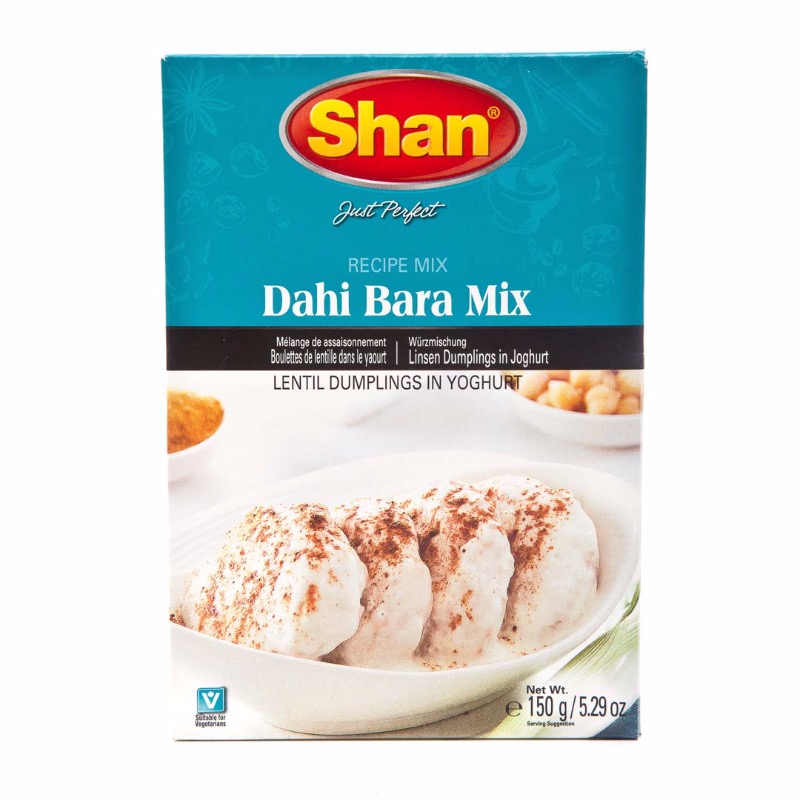 Shan®
Just Perfect
RECIPE MIX
Dahi Bara Mix
Mélange de assaisonnement
Boulettes de lentille dans le yaourt
Würzmischung
Linsen Dumplings in Joghurt
LENTIL DUMPLINGS IN YOGHURT
V
Suitable for
Vegetarians
Net Wt.
℮ 150 g/5.29 oz
Serving Suggestion